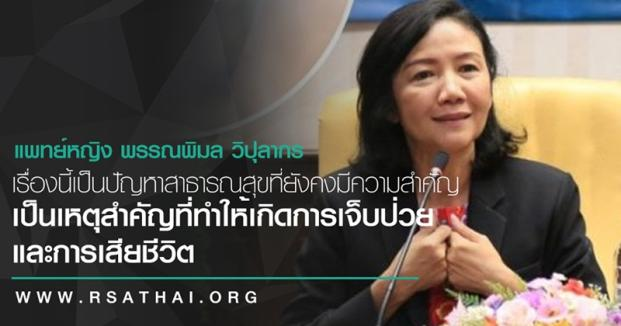 แพทย์หญิง พรรณพิมล วิปุลากร
เรื่องนี้เป็นปัญหาสาธารณสุขที่ยังคงมีความสำคัญ
เป็นเหตุสำคัญที่ทำให้เกิดการเจ็บป่วย
และการเสียชีวิต
WWW.RSATHAI.ORG